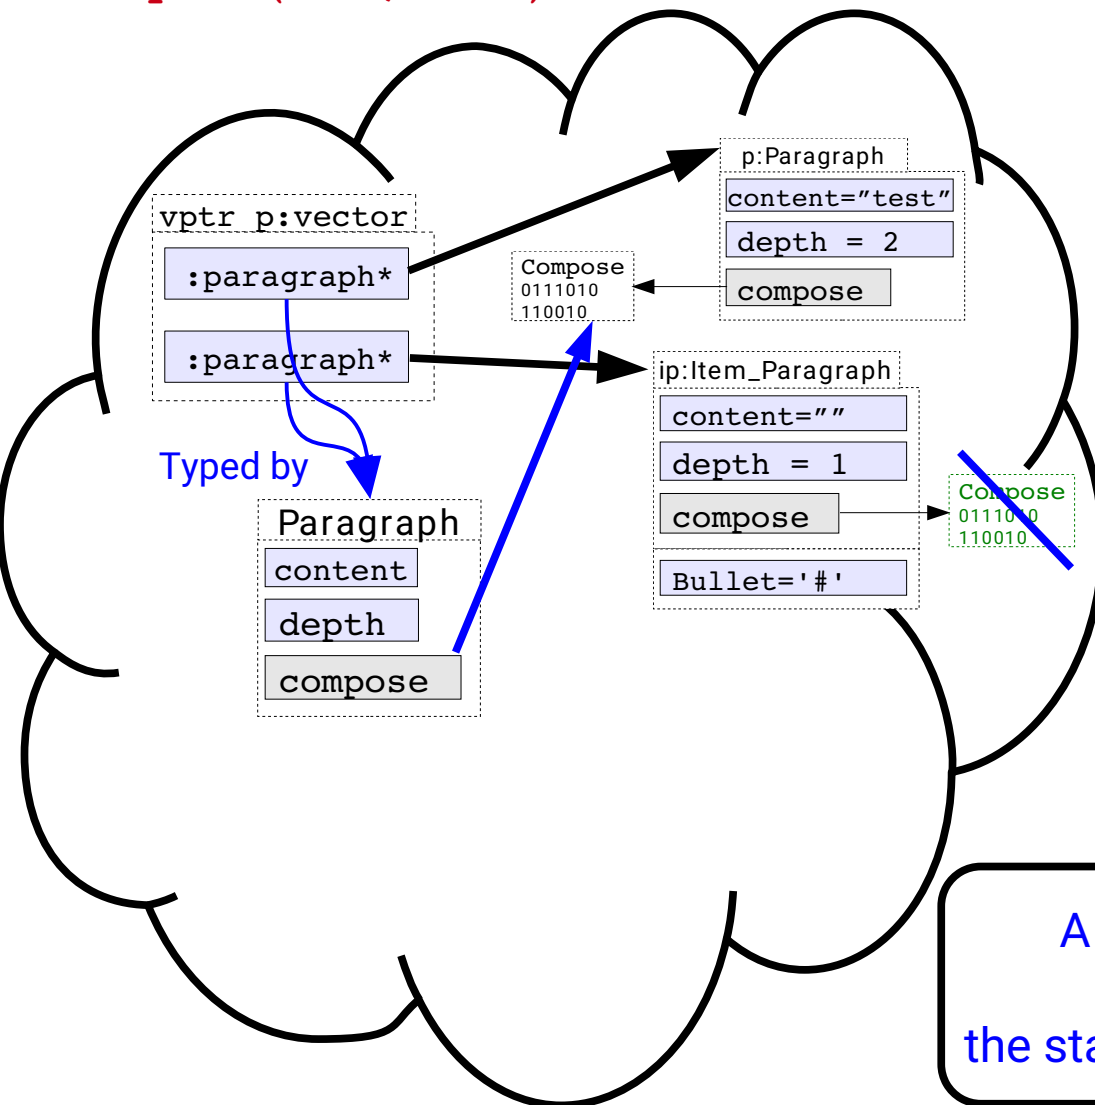 vptr p:vector
:paragraph*
:paragraph*
Typed by
Paragraph
content
depth
compose
Compose
0111010
110010
p:Paragraph
content=”test”
depth = 2
compose
ip:Item_Paragraph
content=””
depth = 1
compose
Bullet='#'
Compose
0111010
110010
A
the sta